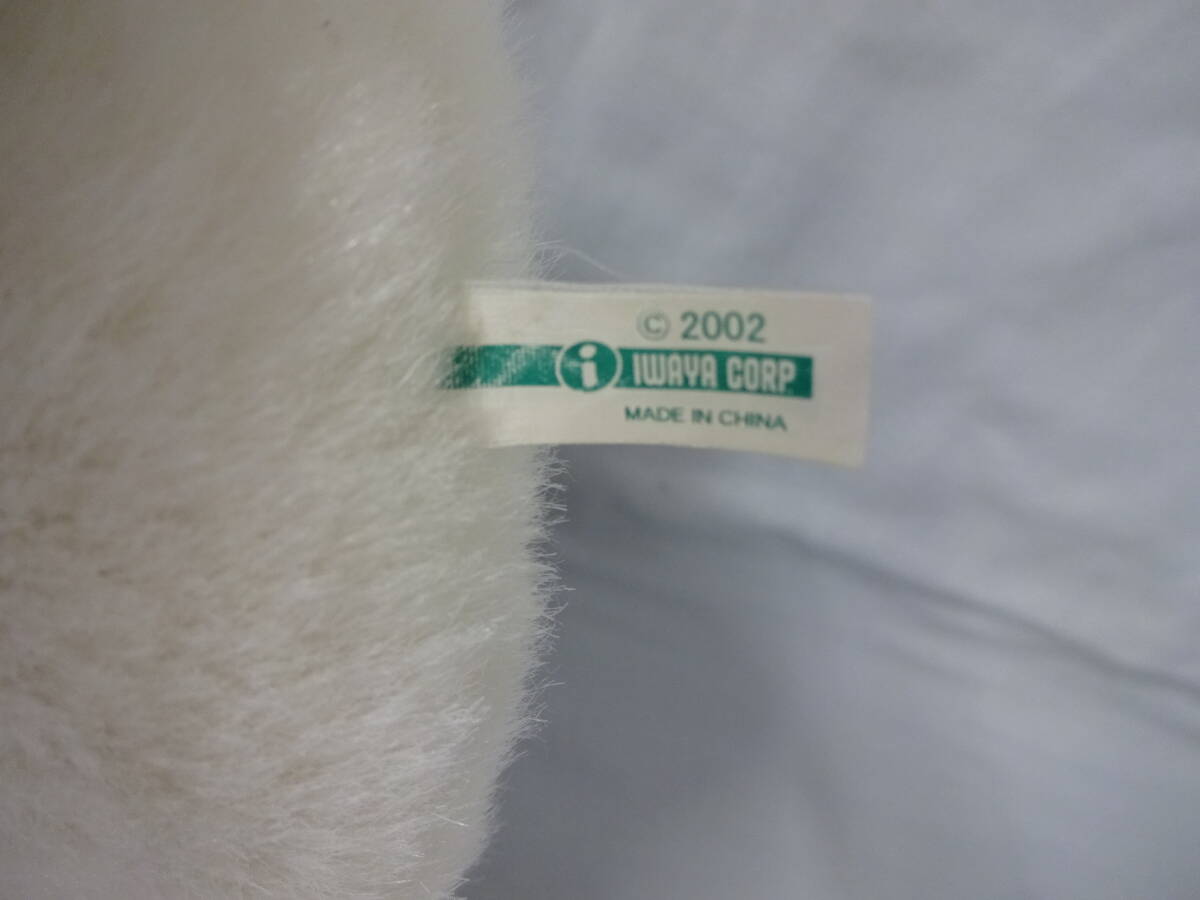 © 2002
i IWAYA CORP.
MADE IN CHINA